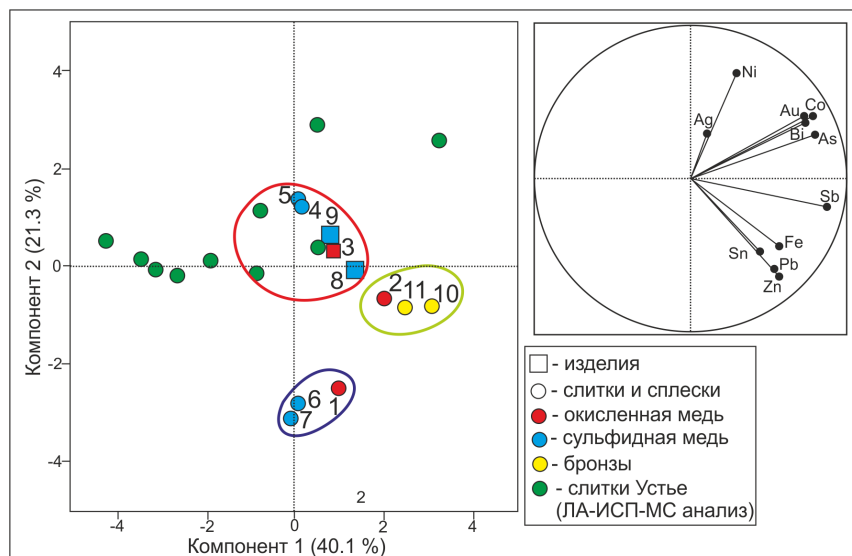 Компонент 2 (21.3 %)
4
2
0
-2
-4
5
4
9
3
8
2
11
10
6
7
1
2
-4
-2
0
2
4
Компонент 1 (40.1 %)
Ni
Ag
Au
Co
Bi
As
Sb
Fe
Sn
Pb
Zn
- изделия
- слитки и сплески
- окисленная медь
- сульфидная медь
- бронзы
- слитки Устье
(ЛА-ИСП-МС анализ)